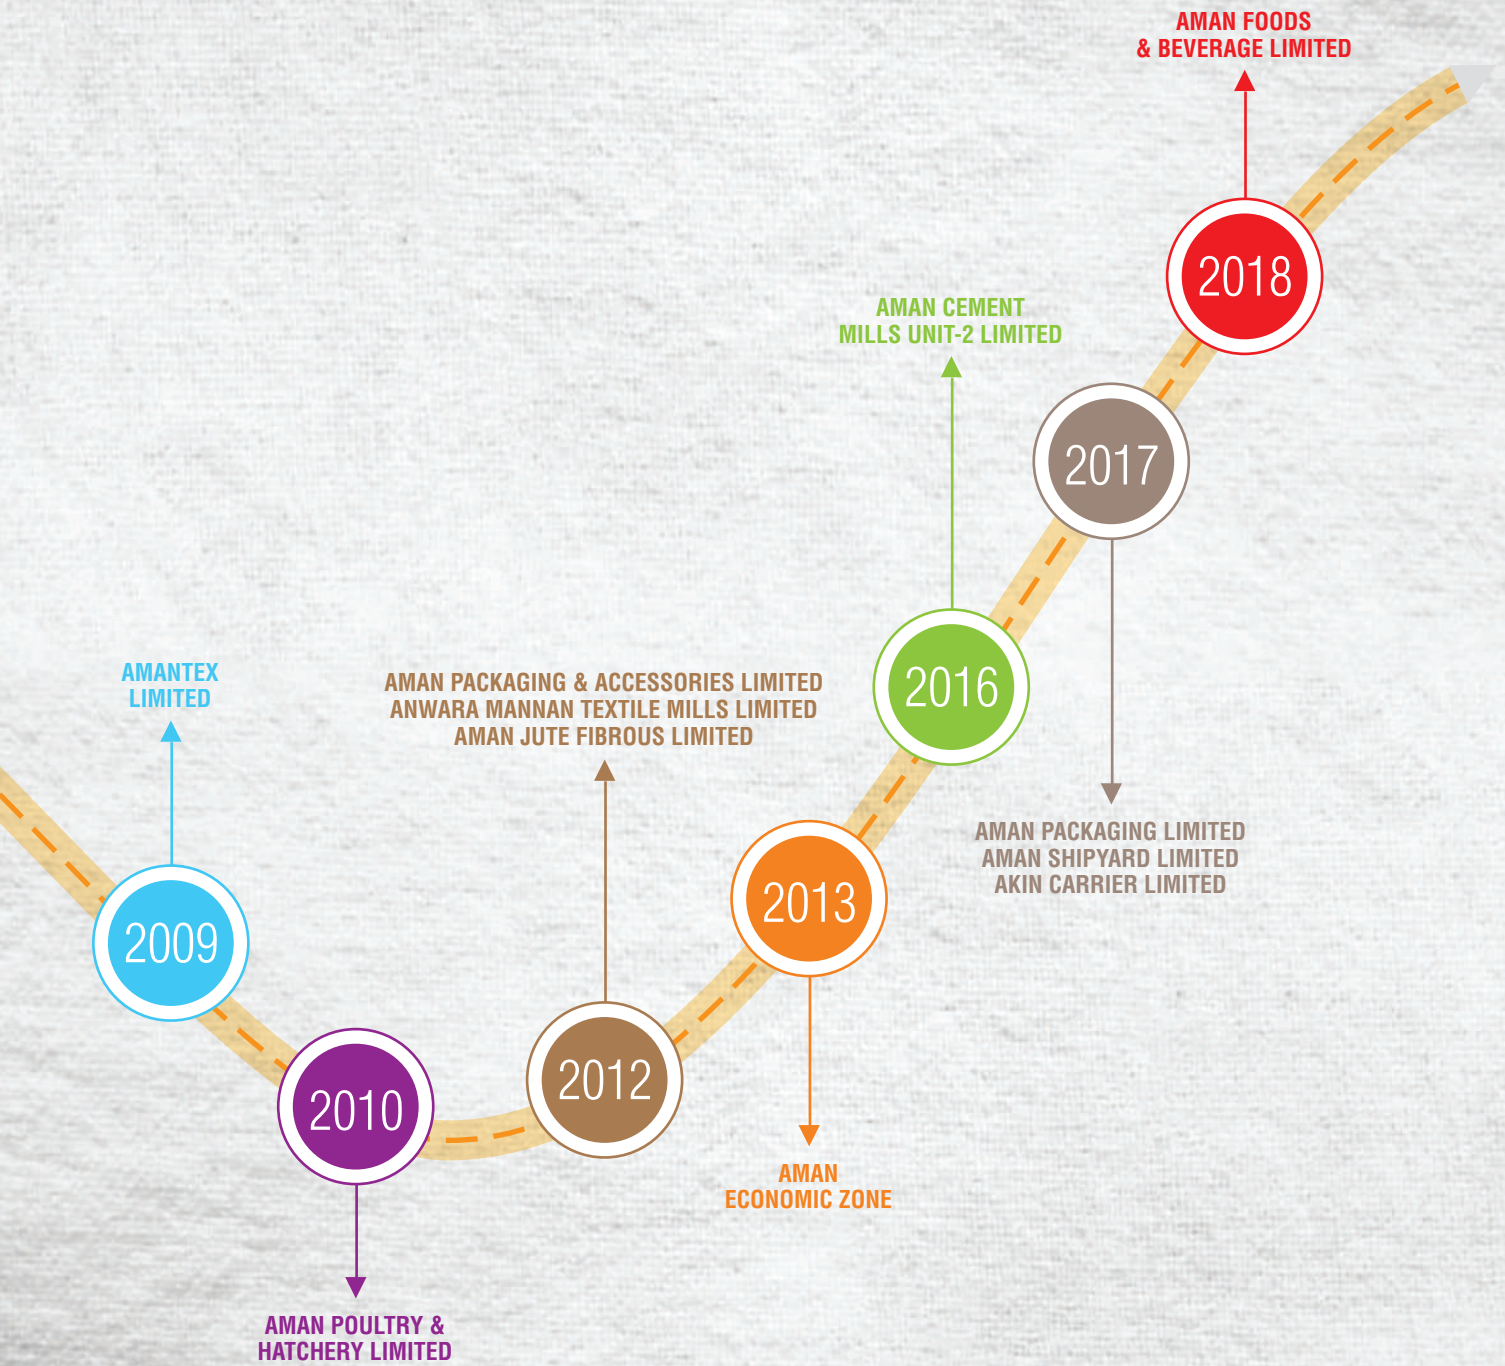 AMANTEX
LIMITED
2009
2010
AMAN POULTRY &
HATCHERY LIMITED
AMAN PACKAGING & ACCESSORIES LIMITED
ANWARA MANNAN TEXTILE MILLS LIMITED
AMAN JUTE FIBROUS LIMITED
2012
2013
AMAN
ECONOMIC ZONE
AMAN CEMENT
MILLS UNIT-2 LIMITED
2016
2017
AMAN PACKAGING LIMITED
AMAN SHIPYARD LIMITED
AKIN CARRIER LIMITED
AMAN FOODS
& BEVERAGE LIMITED
2018